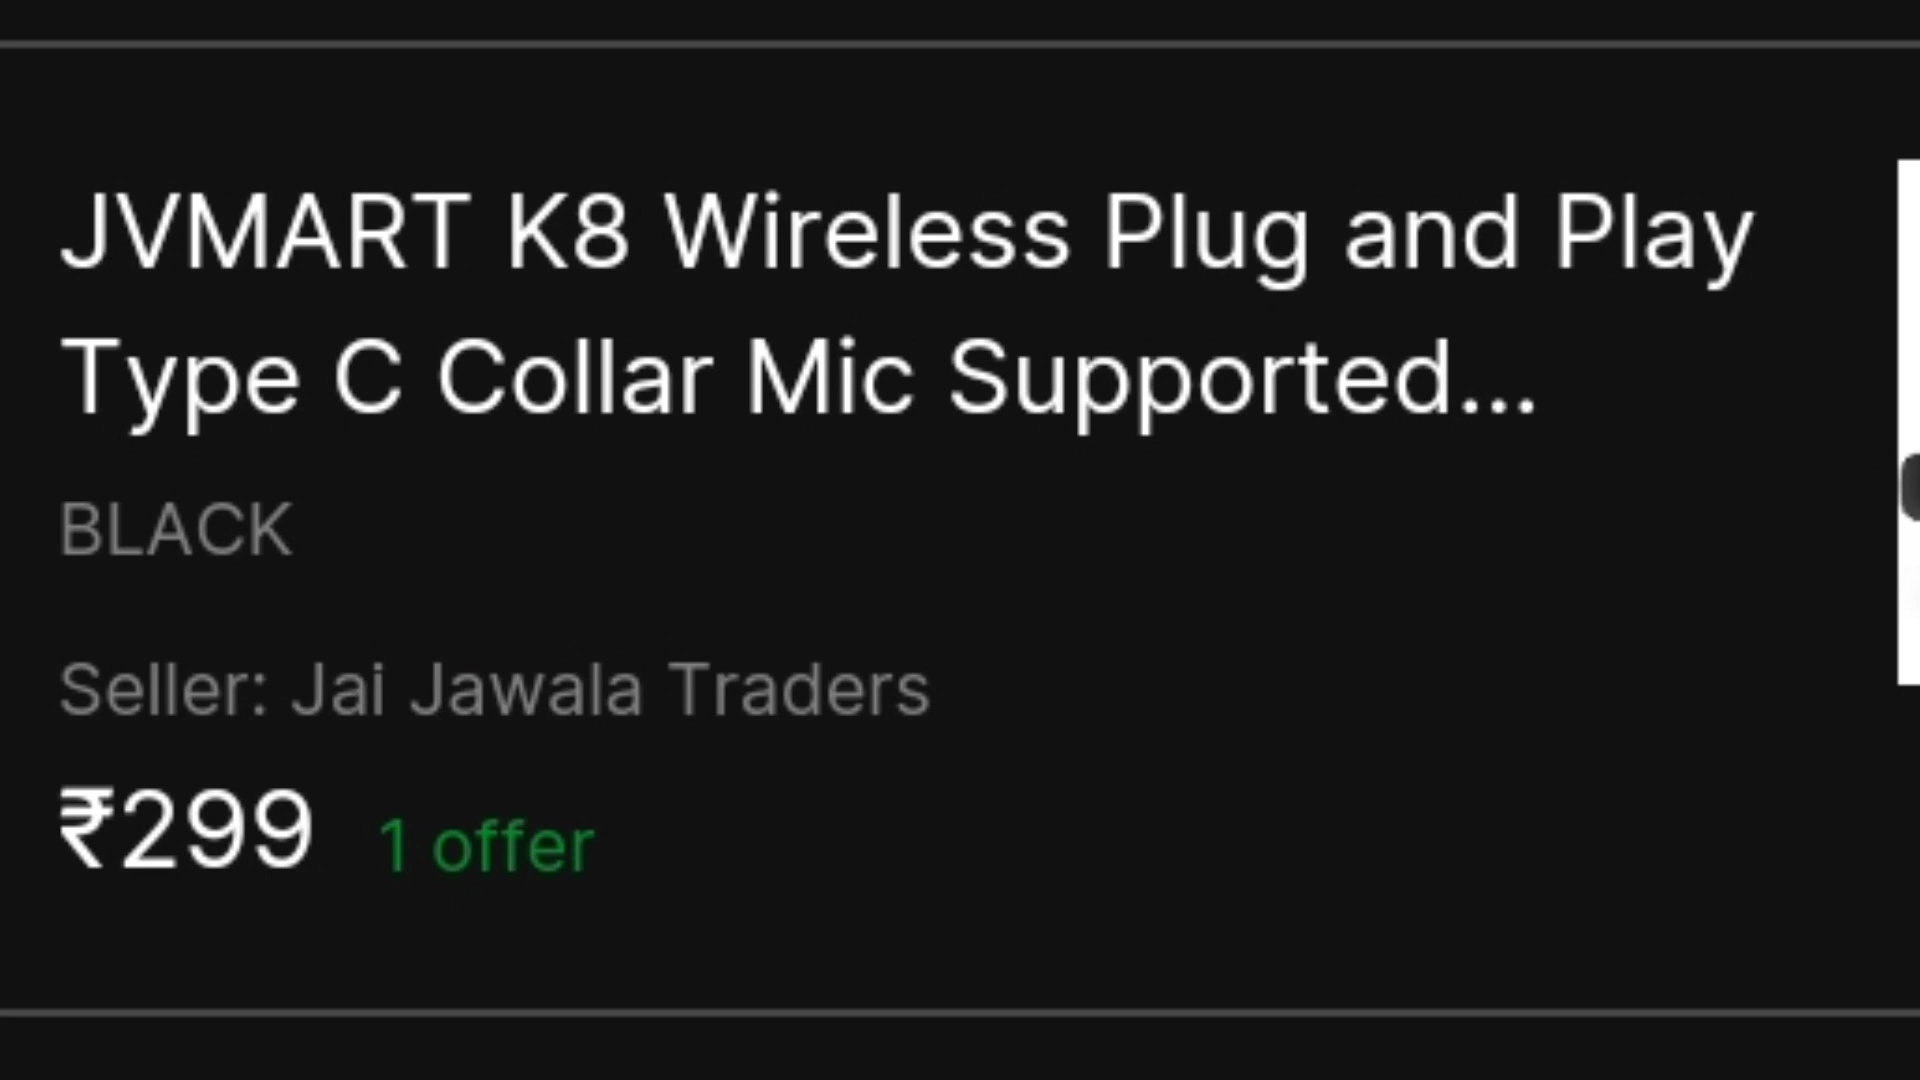 JVMART K8 Wireless Plug and Play
Type C Collar Mic Supported...
BLACK
Seller: Jai Jawala Traders
₹299 1 offer